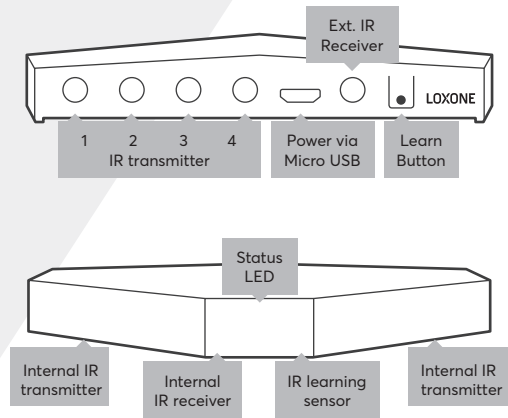 Ext. IR
Receiver
LOXONE
1 2 3 4
IR transmitter
Power via
Micro USB
Learn
Button
Status
LED
Internal IR
transmitter
Internal
IR receiver
IR learning
sensor
Internal IR
transmitter